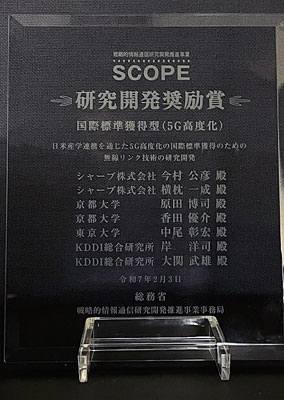 戦略的情報通信研究開発推進事業
SCOPE
研究開発奨励賞
国際標準獲得型(5G高度化)
日米産学連携を通じた5G高度化の国際標準獲得のための
無線リンク技術の研究開発
シャープ株式会社 今村 公彦 殿
シャープ株式会社 横枕 一成 殿
京都大学 原田 博司 殿
京都大学 香田 優介 殿
東京大学 中尾 彰宏 殿
KDDI総合研究所 岸 洋司 殿
KDDI総合研究所 大関 武雄 殿
令和7年2月3日
総務省
戦略的情報通信研究開発推進事業事務局